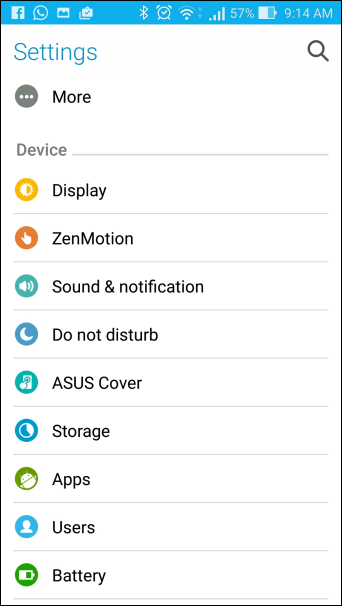 57% 9:14 AM
Settings
More
Device
Display
ZenMotion
Sound & notification
Do not disturb
ASUS Cover
Storage
Apps
Users
Battery